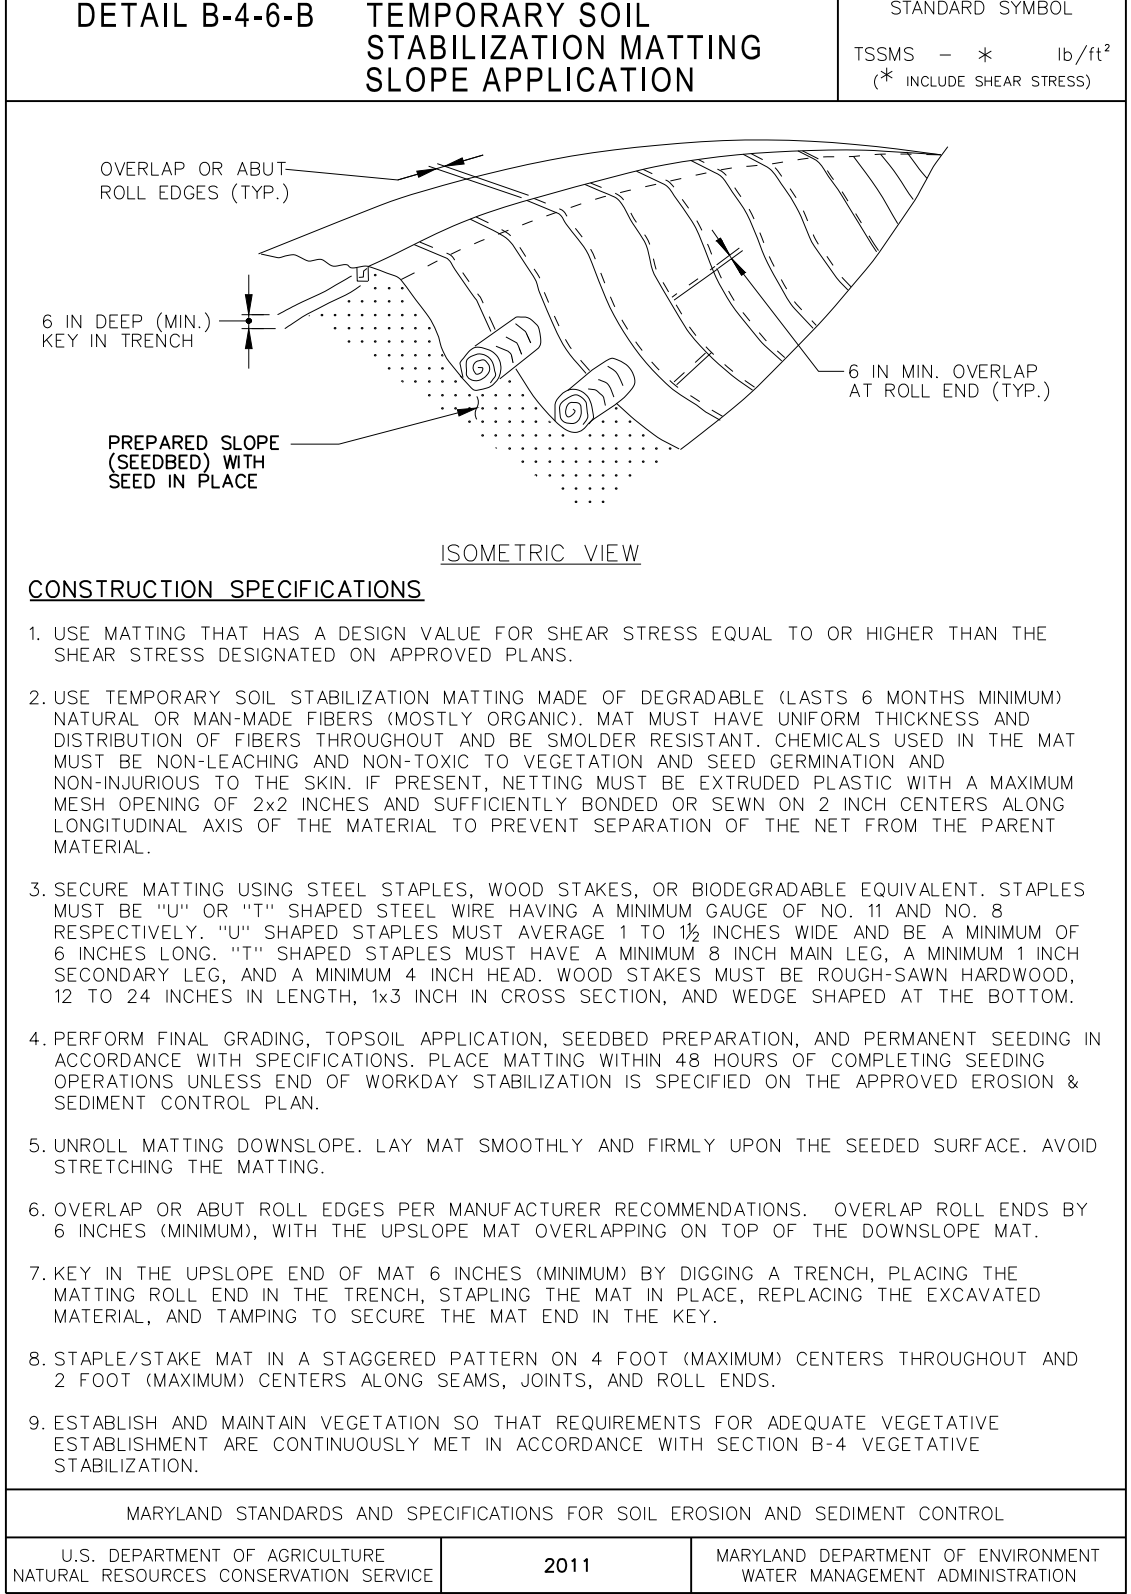 DETAIL B-4-6-B
TEMPORARY SOIL
STABILIZATION MATTING
SLOPE APPLICATION
STANDARD SYMBOL
TSSMS - * lb/ft²
(* INCLUDE SHEAR STRESS)
OVERLAP OR ABUT
ROLL EDGES (TYP.)
6 IN DEEP (MIN.)
KEY IN TRENCH
6 IN MIN. OVERLAP
AT ROLL END (TYP.)
PREPARED SLOPE
(SEEDBED) WITH
SEED IN PLACE
ISOMETRIC VIEW
CONSTRUCTION SPECIFICATIONS
1. USE MATTING THAT HAS A DESIGN VALUE FOR SHEAR STRESS EQUAL TO OR HIGHER THAN THE
SHEAR STRESS DESIGNATED ON APPROVED PLANS.
2. USE TEMPORARY SOIL STABILIZATION MATTING MADE OF DEGRADABLE (LASTS 6 MONTHS MINIMUM)
NATURAL OR MAN-MADE FIBERS (MOSTLY ORGANIC). MAT MUST HAVE UNIFORM THICKNESS AND
DISTRIBUTION OF FIBERS THROUGHOUT AND BE SMOLDER RESISTANT. CHEMICALS USED IN THE MAT
MUST BE NON-LEACHING AND NON-TOXIC TO VEGETATION AND SEED GERMINATION AND
NON-INJURIOUS TO THE SKIN. IF PRESENT, NETTING MUST BE EXTRUDED PLASTIC WITH A MAXIMUM
MESH OPENING OF 2x2 INCHES AND SUFFICIENTLY BONDED OR SEWN ON 2 INCH CENTERS ALONG
LONGITUDINAL AXIS OF THE MATERIAL TO PREVENT SEPARATION OF THE NET FROM THE PARENT
MATERIAL.
3. SECURE MATTING USING STEEL STAPLES, WOOD STAKES, OR BIODEGRADABLE EQUIVALENT. STAPLES
MUST BE "U" OR "T" SHAPED STEEL WIRE HAVING A MINIMUM GAUGE OF NO. 11 AND NO. 8
RESPECTIVELY. "U" SHAPED STAPLES MUST AVERAGE 1 TO 1½ INCHES WIDE AND BE A MINIMUM OF
6 INCHES LONG. "T" SHAPED STAPLES MUST HAVE A MINIMUM 8 INCH MAIN LEG, A MINIMUM 1 INCH
SECONDARY LEG, AND A MINIMUM 4 INCH HEAD. WOOD STAKES MUST BE ROUGH-SAWN HARDWOOD,
12 TO 24 INCHES IN LENGTH, 1x3 INCH IN CROSS SECTION, AND WEDGE SHAPED AT THE BOTTOM.
4. PERFORM FINAL GRADING, TOPSOIL APPLICATION, SEEDBED PREPARATION, AND PERMANENT SEEDING IN
ACCORDANCE WITH SPECIFICATIONS. PLACE MATTING WITHIN 48 HOURS OF COMPLETING SEEDING
OPERATIONS UNLESS END OF WORKDAY STABILIZATION IS SPECIFIED ON THE APPROVED EROSION &
SEDIMENT CONTROL PLAN.
5. UNROLL MATTING DOWNSLOPE. LAY MAT SMOOTHLY AND FIRMLY UPON THE SEEDED SURFACE. AVOID
STRETCHING THE MATTING.
6. OVERLAP OR ABUT ROLL EDGES PER MANUFACTURER RECOMMENDATIONS. OVERLAP ROLL ENDS BY
6 INCHES (MINIMUM), WITH THE UPSLOPE MAT OVERLAPPING ON TOP OF THE DOWNSLOPE MAT.
7. KEY IN THE UPSLOPE END OF MAT 6 INCHES (MINIMUM) BY DIGGING A TRENCH, PLACING THE
MATTING ROLL END IN THE TRENCH, STAPLING THE MAT IN PLACE, REPLACING THE EXCAVATED
MATERIAL, AND TAMPING TO SECURE THE MAT END IN THE KEY.
8. STAPLE/STAKE MAT IN A STAGGERED PATTERN ON 4 FOOT (MAXIMUM) CENTERS THROUGHOUT AND
2 FOOT (MAXIMUM) CENTERS ALONG SEAMS, JOINTS, AND ROLL ENDS.
9. ESTABLISH AND MAINTAIN VEGETATION SO THAT REQUIREMENTS FOR ADEQUATE VEGETATIVE
ESTABLISHMENT ARE CONTINUOUSLY MET IN ACCORDANCE WITH SECTION B-4 VEGETATIVE
STABILIZATION.
MARYLAND STANDARDS AND SPECIFICATIONS FOR SOIL EROSION AND SEDIMENT CONTROL
U.S. DEPARTMENT OF AGRICULTURE
NATURAL RESOURCES CONSERVATION SERVICE
2011
MARYLAND DEPARTMENT OF ENVIRONMENT
WATER MANAGEMENT ADMINISTRATION